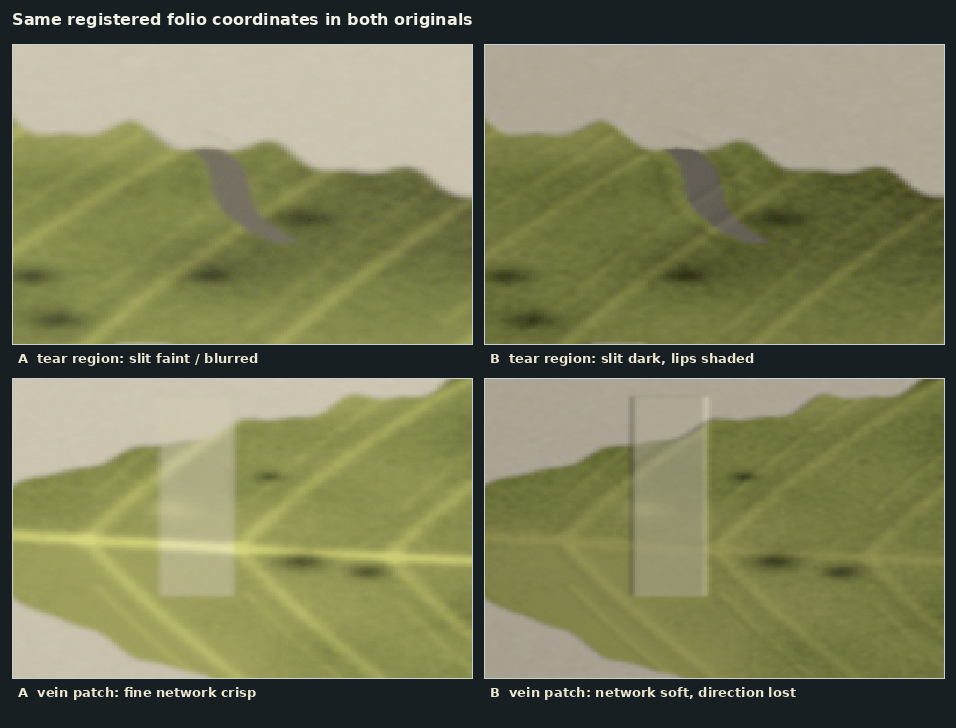 Same registered folio coordinates in both originals
A  tear region: slit faint / blurred
B  tear region: slit dark, lips shaded
A  vein patch: fine network crisp
B  vein patch: network soft, direction lost